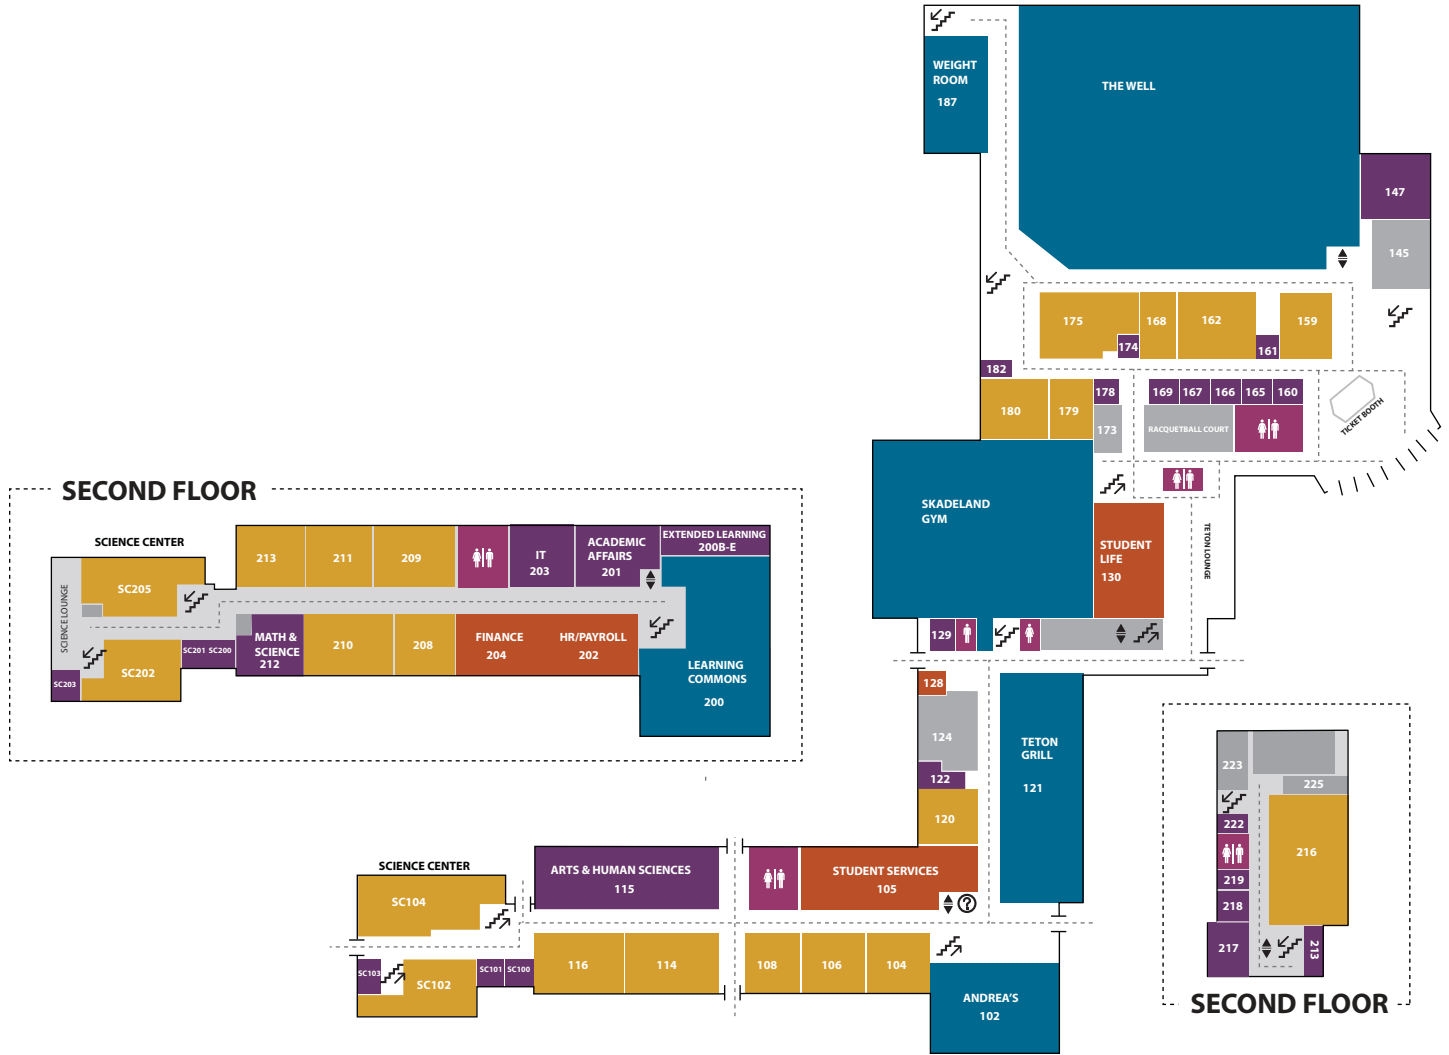 WEIGHT
ROOM
187
THE WELL
147
145
175
174
168
162
161
159
182
180
179
178
173
169
167
166
165
160
RACQUETBALL COURT
TICKET BOOTH
SKADELAND
GYM
STUDENT
LIFE
130
TETON LOUNGE
129
SECOND FLOOR
SCIENCE CENTER
SCIENCE LOUNGE
SC205
SC202
SC203
SC201
SC200
213
211
209
IT
203
ACADEMIC
AFFAIRS
201
EXTENDED LEARNING
200B-E
MATH &
SCIENCE
212
210
208
FINANCE
204
HR/PAYROLL
202
LEARNING
COMMONS
200
128
124
122
120
TETON
GRILL
121
STUDENT SERVICES
105
?
ARTS & HUMAN SCIENCES
115
SCIENCE CENTER
SC104
SC103
SC102
SC101
SC100
116
114
108
106
104
ANDREA'S
102
223
225
222
216
219
218
217
213
SECOND FLOOR